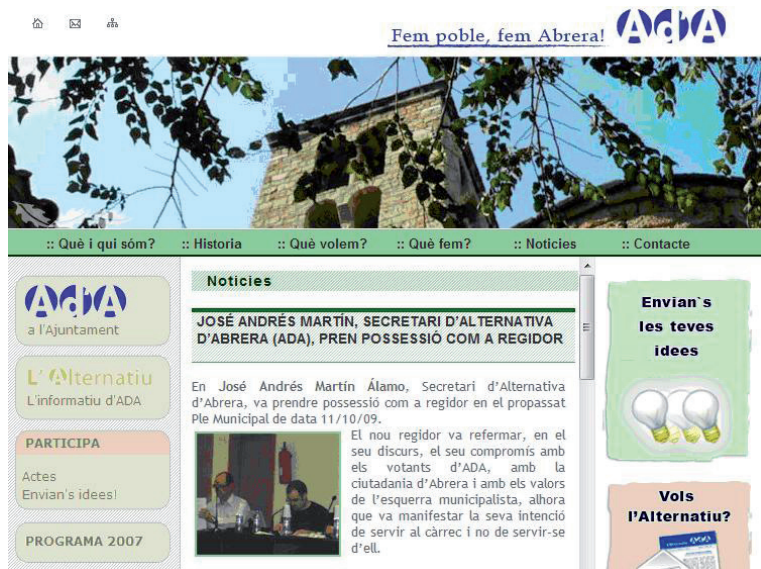 Fem poble, fem Abrera!
AdA
:: Què i qui sóm?
:: Historia
:: Què volem?
:: Què fem?
:: Noticies
:: Contacte
AdA
a l'Ajuntament
L'Alternatiu
L'informatiu d'ADA
PARTICIPA
Actes
Envian's idees!
PROGRAMA 2007
Noticies
JOSÉ ANDRÉS MARTÍN, SECRETARI D'ALTERNATIVA
D'ABRERA (ADA), PREN POSSESSIÓ COM A REGIDOR
En José Andrés Martín Álamo, Secretari d'Alternativa
d'Abrera, va prendre possessió com a regidor en el propassat
Ple Municipal de data 11/10/09.
El nou regidor va refermar, en el
seu discurs, el seu compromís amb
els votants d'ADA, amb la
ciutadania d'Abrera i amb els valors
de l'esquerra municipalista, alhora
que va manifestar la seva intenció
de servir al càrrec i no de servir-se
d'ell.
Envian`s
les teves
idees
Vols
l'Alternatiu?